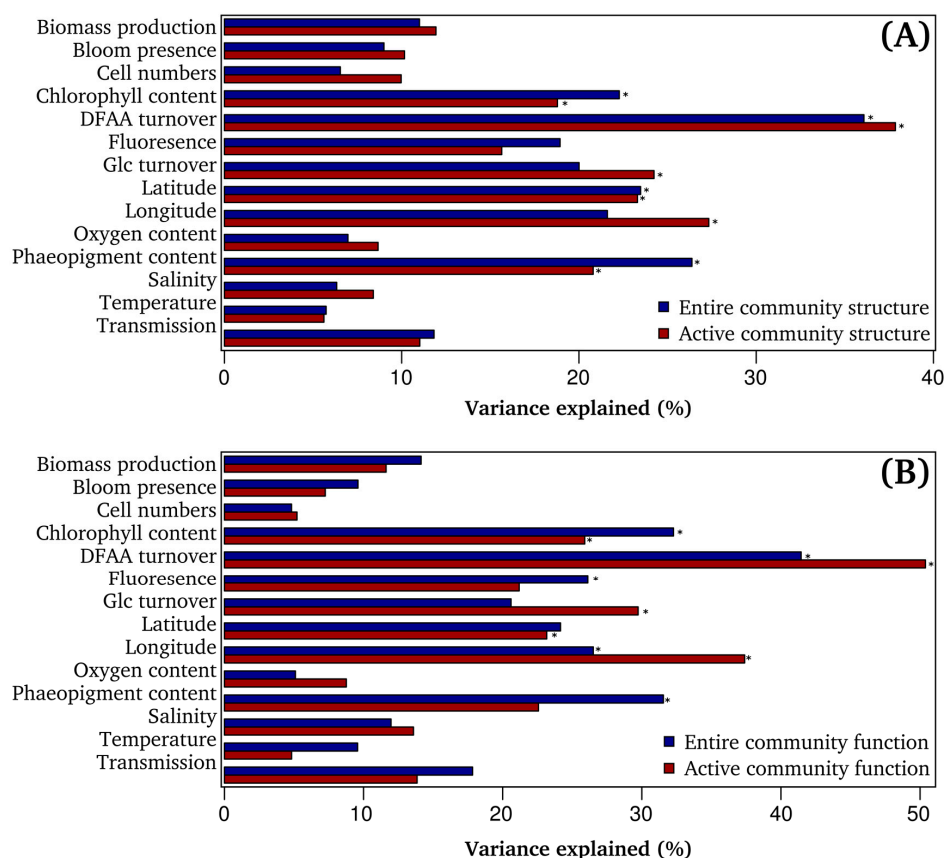 (A)
Biomass production
Bloom presence
Cell numbers
Chlorophyll content
*
*
DFAA turnover
*
*
Fluoresence
Glc turnover
*
Latitude
*
*
Longitude
*
Oxygen content
Phaeopigment content
*
*
Salinity
Temperature
Transmission
Entire community structure
Active community structure
0 10 20 30 40
Variance explained (%)
(B)
Biomass production
Bloom presence
Cell numbers
Chlorophyll content
*
*
DFAA turnover
*
*
Fluoresence
*
Glc turnover
*
Latitude
*
Longitude
*
*
Oxygen content
Phaeopigment content
*
Salinity
Temperature
Transmission
Entire community function
Active community function
0 10 20 30 40 50
Variance explained (%)